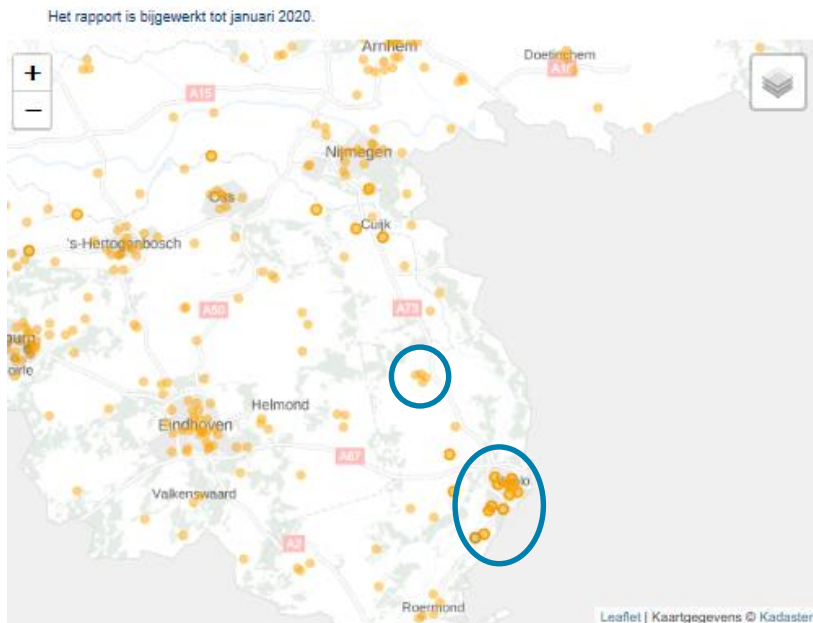 Het rapport is bijgewerkt tot januari 2020.
+
−
Arnhem
Doetinchem
A15
Nijmegen
Oss
Cuijk
's-Hertogenbosch
A50
A73
Helmond
Eindhoven
A67
Valkenswaard
A2
Roermond
Leaflet | Kaartgegevens © Kadaster